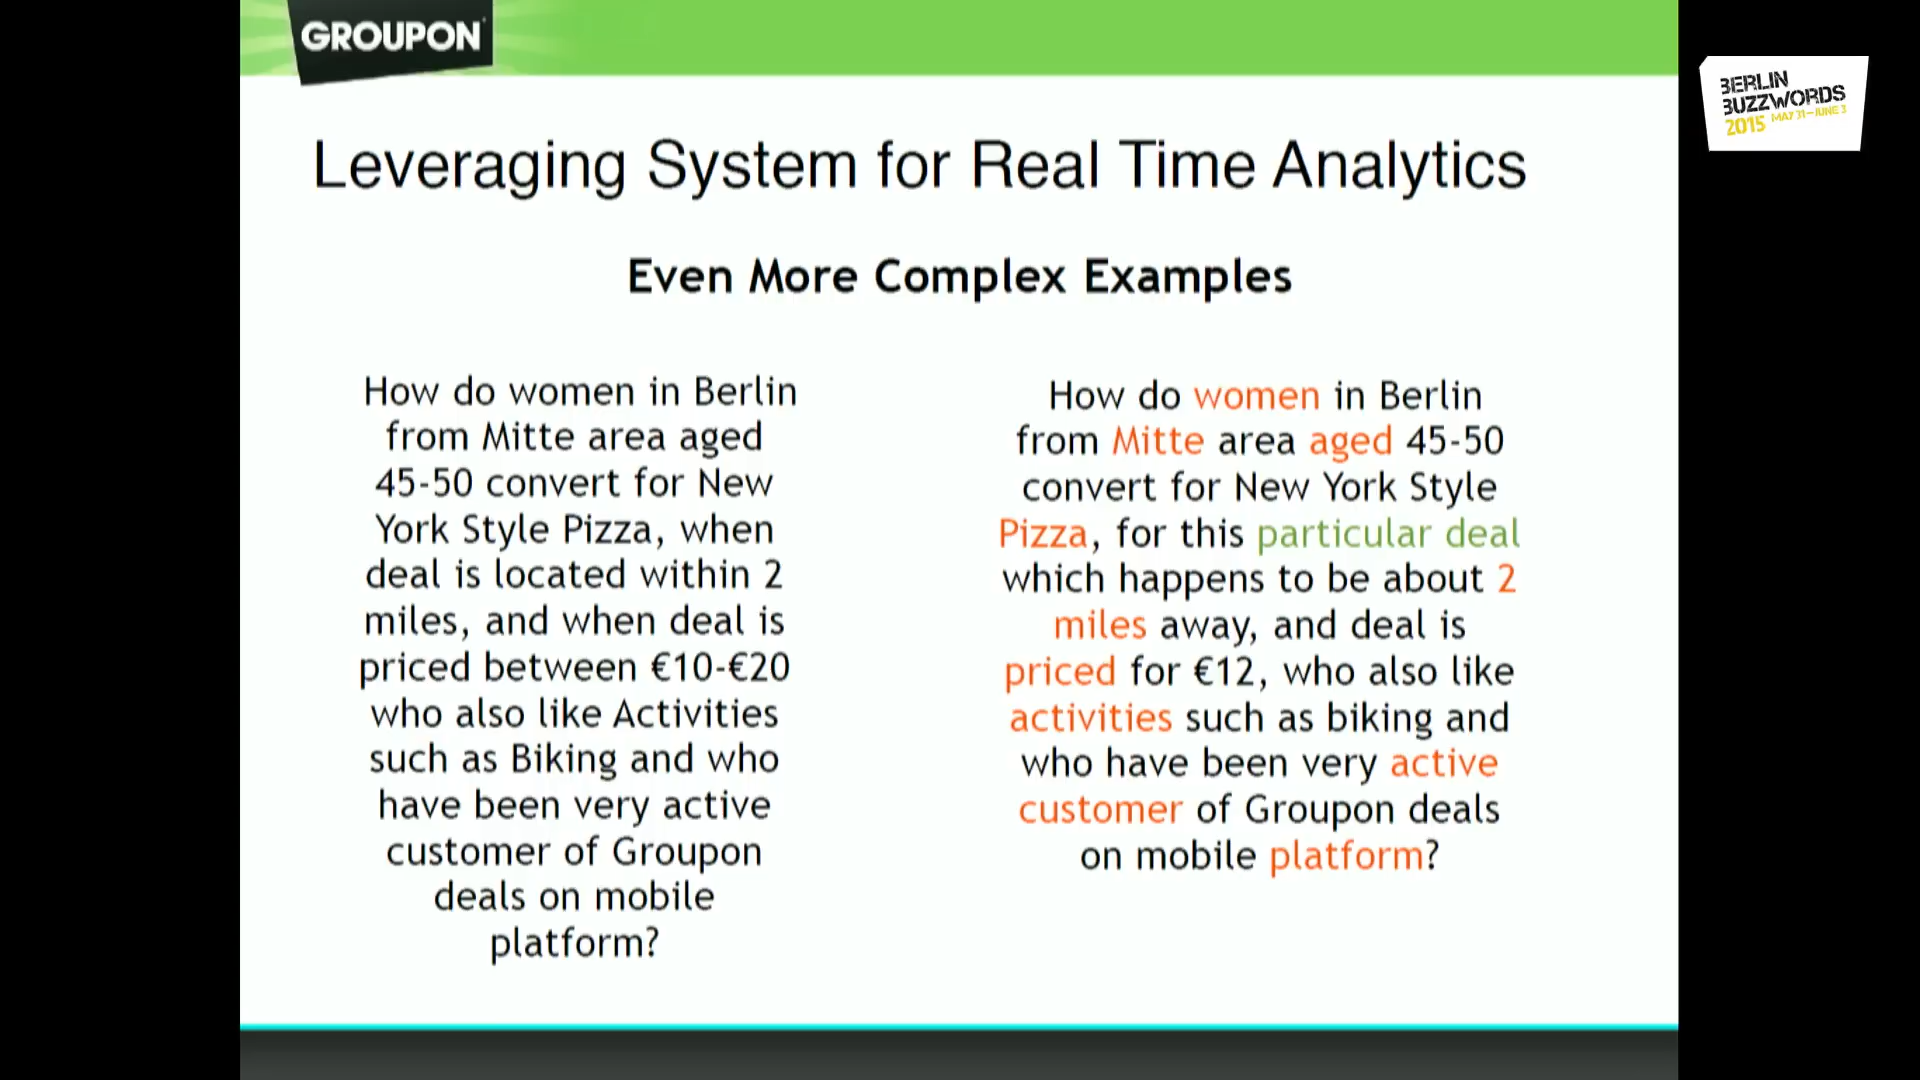 GROUPON
BERLIN
BUZZWORDS
2015 MAY 31-JUNE 3
Leveraging System for Real Time Analytics
Even More Complex Examples
How do women in Berlin
from Mitte area aged
45-50 convert for New
York Style Pizza, when
deal is located within 2
miles, and when deal is
priced between €10-€20
who also like Activities
such as Biking and who
have been very active
customer of Groupon
deals on mobile
platform?
How do women in Berlin
from Mitte area aged 45-50
convert for New York Style
Pizza, for this particular deal
which happens to be about 2
miles away, and deal is
priced for €12, who also like
activities such as biking and
who have been very active
customer of Groupon deals
on mobile platform?